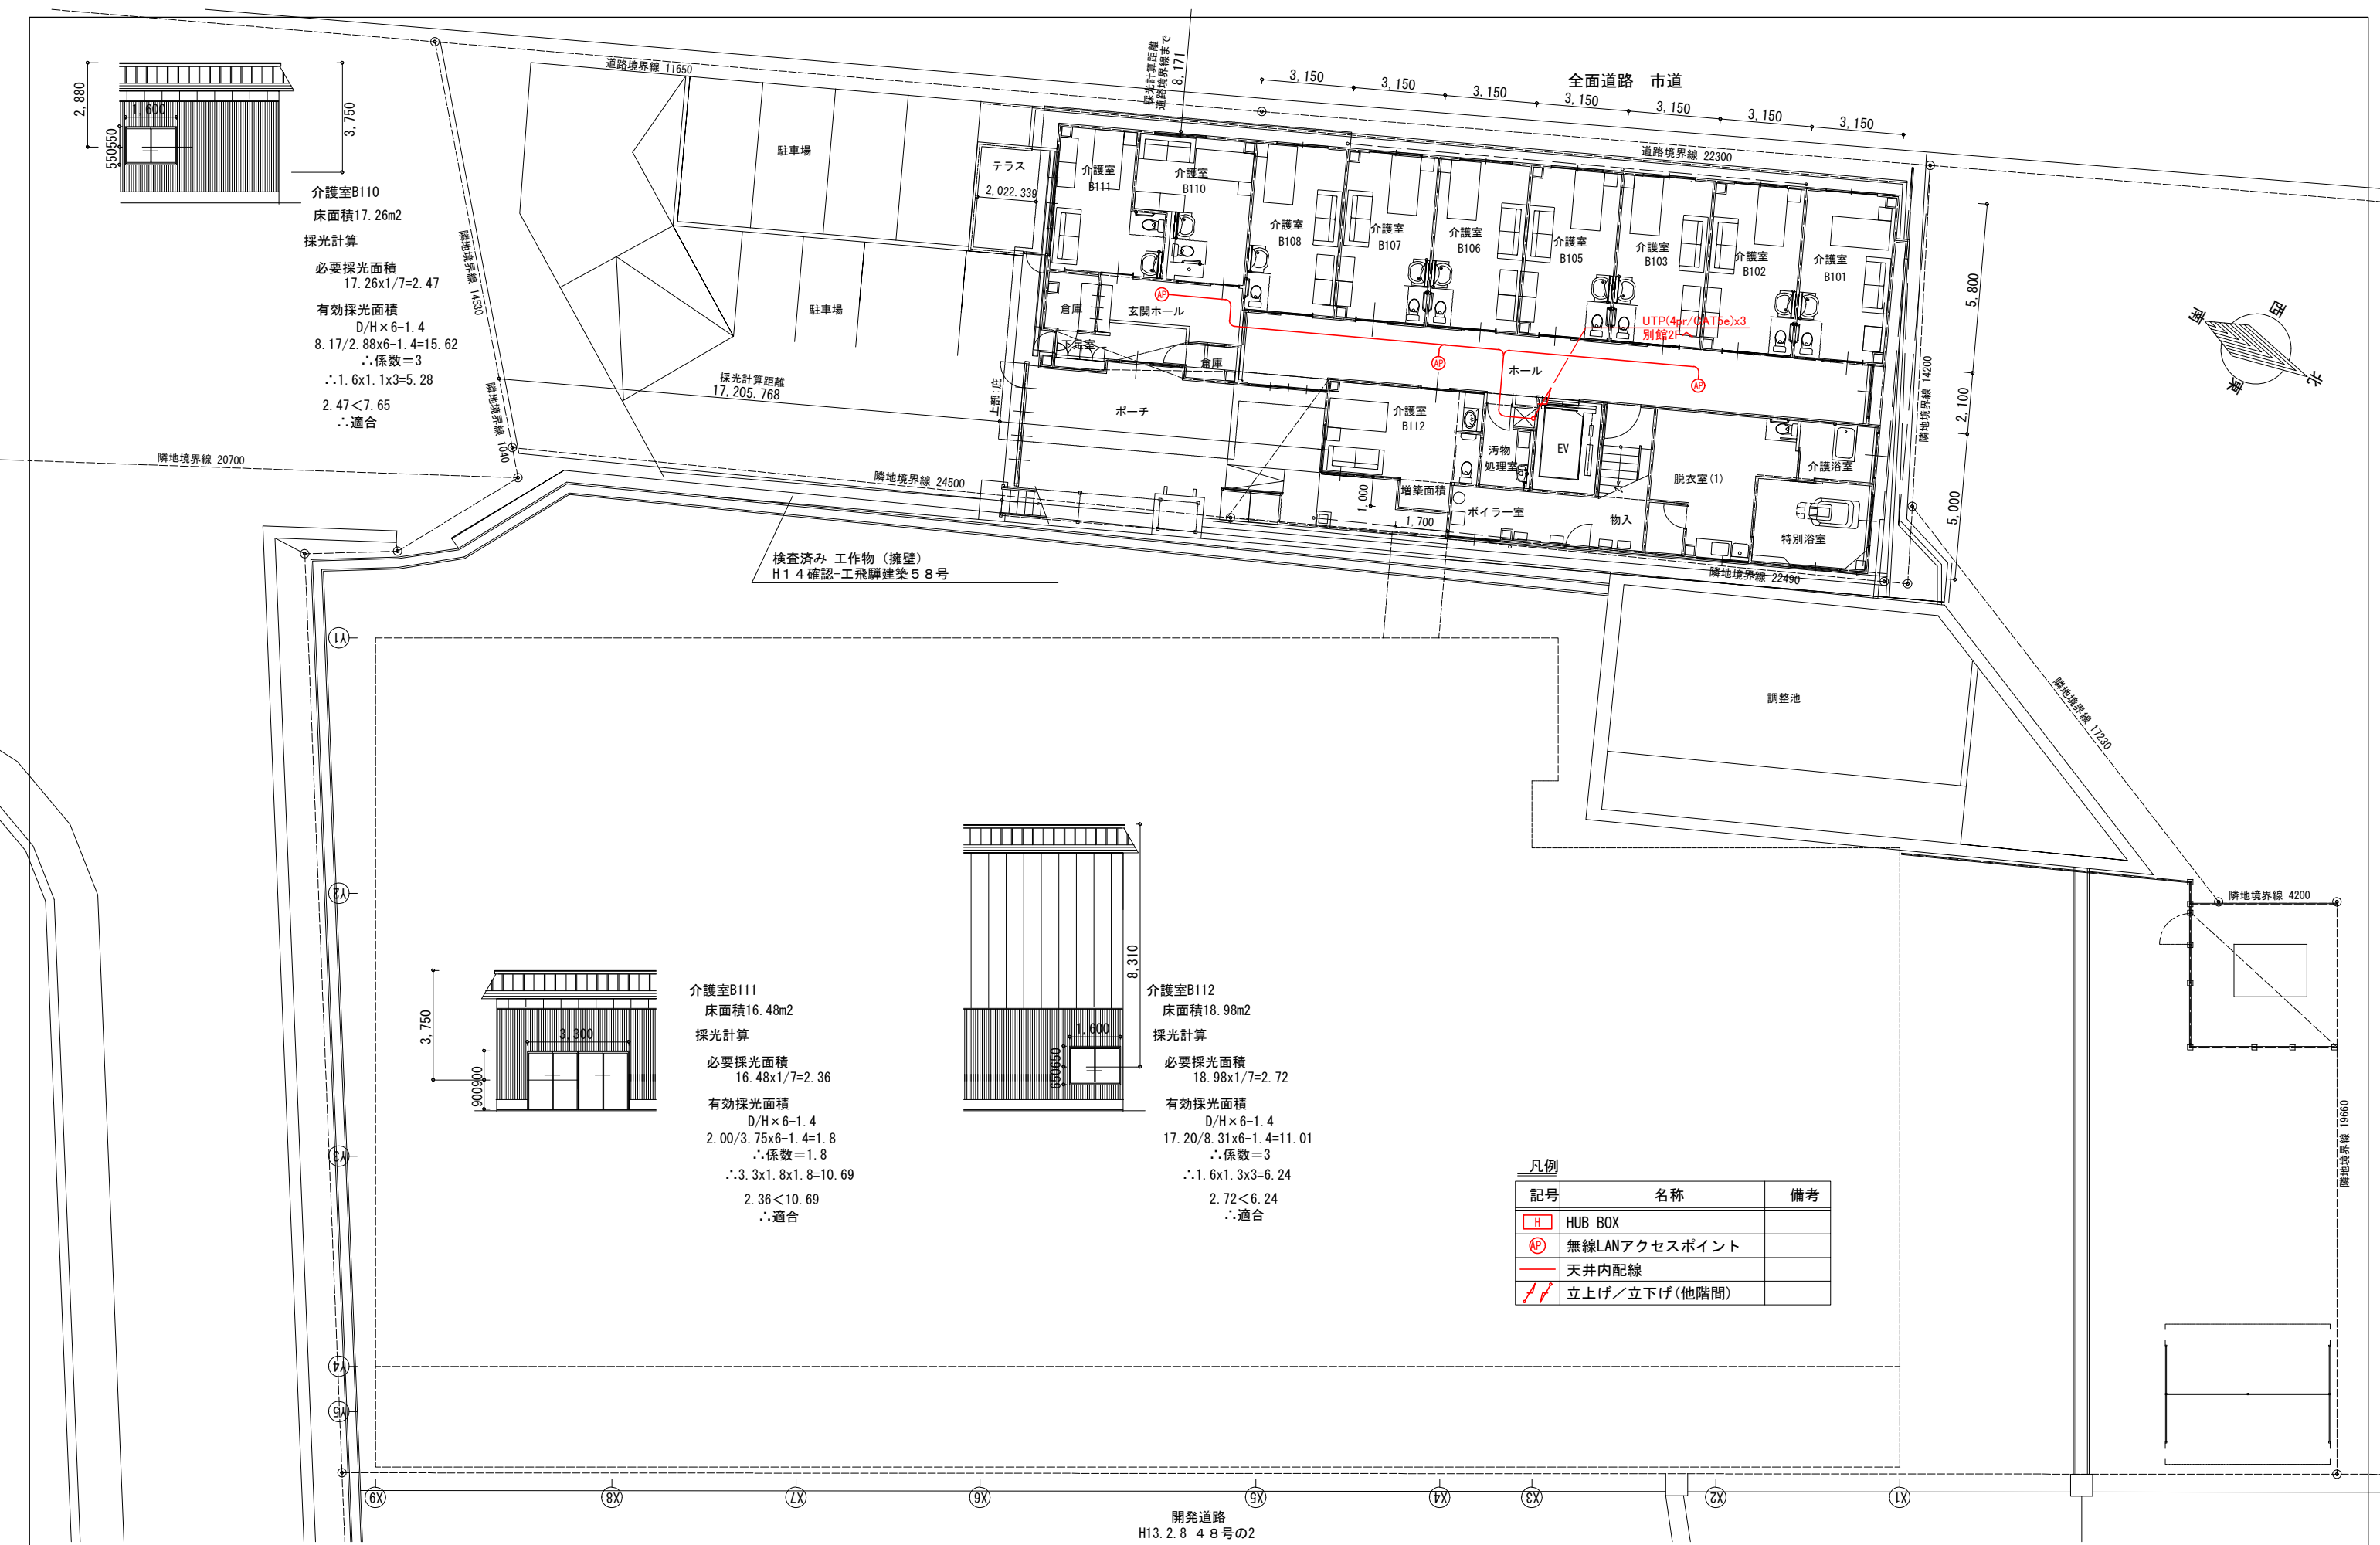 道路境界線 11650
採光計算距離
道路境界線まで
8,171
3,150
3,150
3,150
3,150
3,150
3,150
3,150
全面道路 市道
道路境界線 22300
2,880
1,600
550550
3,750
介護室B110
床面積17.26m2
採光計算
必要採光面積
17.26x1/7=2.47
有効採光面積
D/H×6-1.4
8.17/2.88x6-1.4=15.62
∴係数=3
∴1.6x1.1x3=5.28
2.47<7.65
∴適合
隣地境界線 14530
隣地境界線 1040
隣地境界線 20700
駐車場
駐車場
テラス
2,022.339
介護室
B111
介護室
B110
介護室
B108
介護室
B107
介護室
B106
介護室
B105
介護室
B103
介護室
B102
介護室
B101
倉庫
玄関ホール
下足室
倉庫
AP
AP
AP
UTP(4pr/CAT5e)x3
別館2Fへ
ホール
採光計算距離
17,205.768
上部:庇
ポーチ
介護室
B112
汚物
処理室
EV
脱衣室(1)
介護浴室
特別浴室
増築面積
1,000
1,700
ボイラー室
物入
5,800
2,100
5,000
隣地境界線 14200
南
西
東
北
隣地境界線 24500
隣地境界線 22490
検査済み 工作物（擁壁）
H14確認-工飛騨建築58号
調整池
隣地境界線 17230
隣地境界線 4200
隣地境界線 19660
Y1
Y2
Y3
Y4
Y5
3,750
3,300
900900
介護室B111
床面積16.48m2
採光計算
必要採光面積
16.48x1/7=2.36
有効採光面積
D/H×6-1.4
2.00/3.75x6-1.4=1.8
∴係数=1.8
∴3.3x1.8x1.8=10.69
2.36<10.69
∴適合
8,310
1,600
650650
介護室B112
床面積18.98m2
採光計算
必要採光面積
18.98x1/7=2.72
有効採光面積
D/H×6-1.4
17.20/8.31x6-1.4=11.01
∴係数=3
∴1.6x1.3x3=6.24
2.72<6.24
∴適合
凡例
記号 名称 備考
H HUB BOX
AP 無線LANアクセスポイント
天井内配線
立上げ／立下げ(他階間)
X9 X8 X7 X6 X5 X4 X3 X2 X1
開発道路
H13.2.8 48号の2